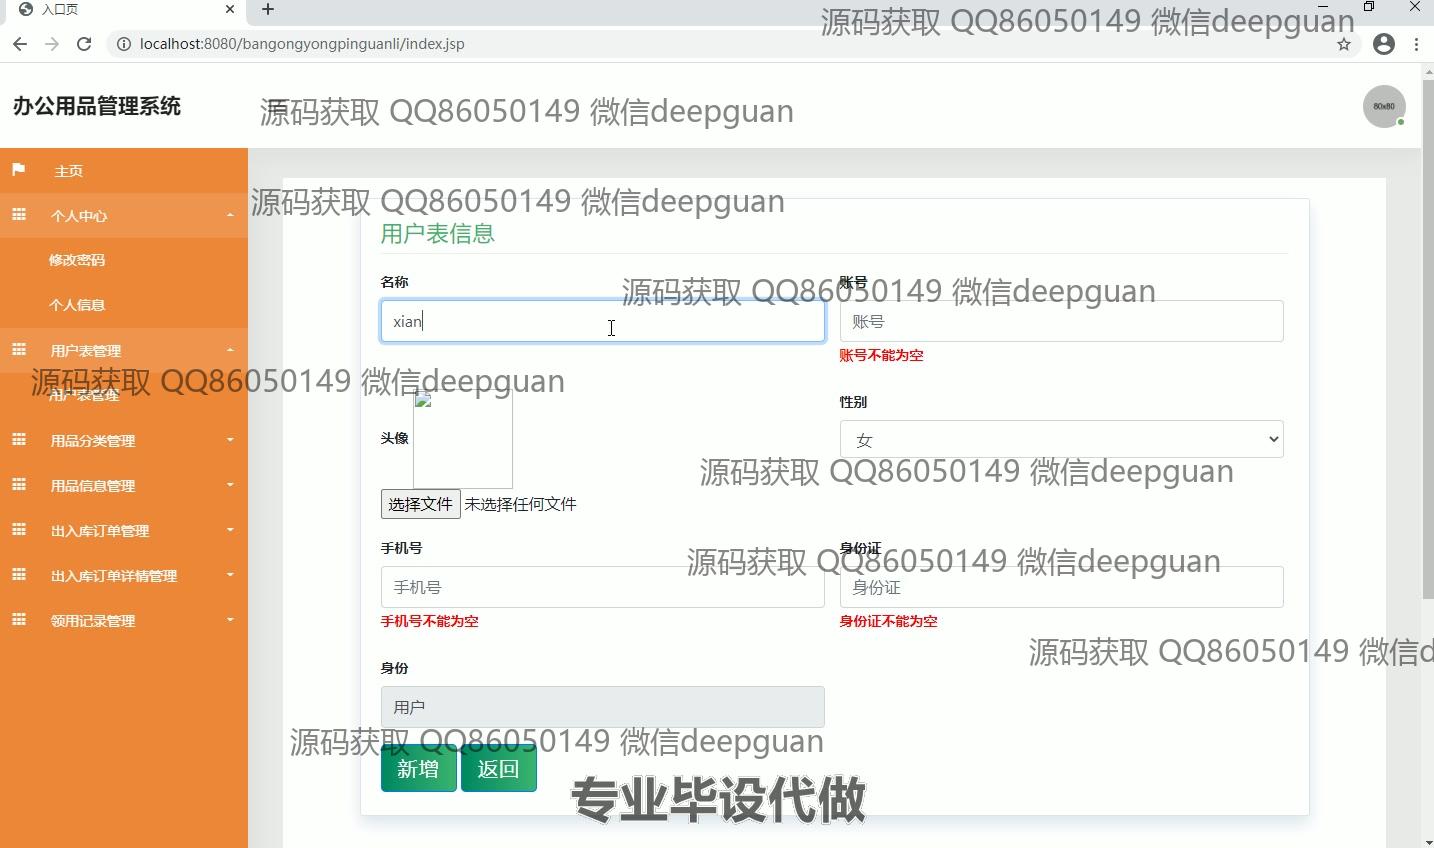 入口页
源码获取 QQ86050149 微信deepguan
localhost:8080/bangongyongpinguanli/index.jsp
办公用品管理系统
源码获取 QQ86050149 微信deepguan
80x80
主页
个人中心
源码获取 QQ86050149 微信deepguan
用户表信息
修改密码
名称
账号
源码获取 QQ86050149 微信deepguan
个人信息
xian
账号
用户表管理
账号不能为空
源码获取 QQ86050149 微信deepguan
用户表管理
性别
头像
女
用品分类管理
源码获取 QQ86050149 微信deepguan
用品信息管理
选择文件 未选择任何文件
出入库订单管理
手机号
身份证
源码获取 QQ86050149 微信deepguan
出入库订单详情管理
手机号
身份证
领用记录管理
手机号不能为空
身份证不能为空
源码获取 QQ86050149 微信d
身份
用户
源码获取 QQ86050149 微信deepguan
新增 返回
专业毕设代做